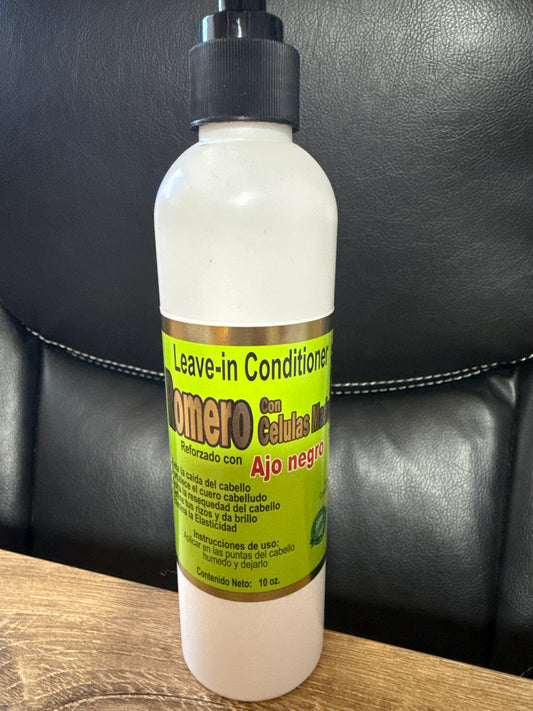 Leave-in Conditioner
Romero Con
Celulas
Reforzado con Ajo negro
la caida del cabello
el cuero cabelludo
la resequedad del cabello
tus rizos y da brillo
la Elasticidad
Instrucciones de uso:
Aplicar en las puntas del cabello
humedo y dejarlo
Contenido Neto: 10 oz.